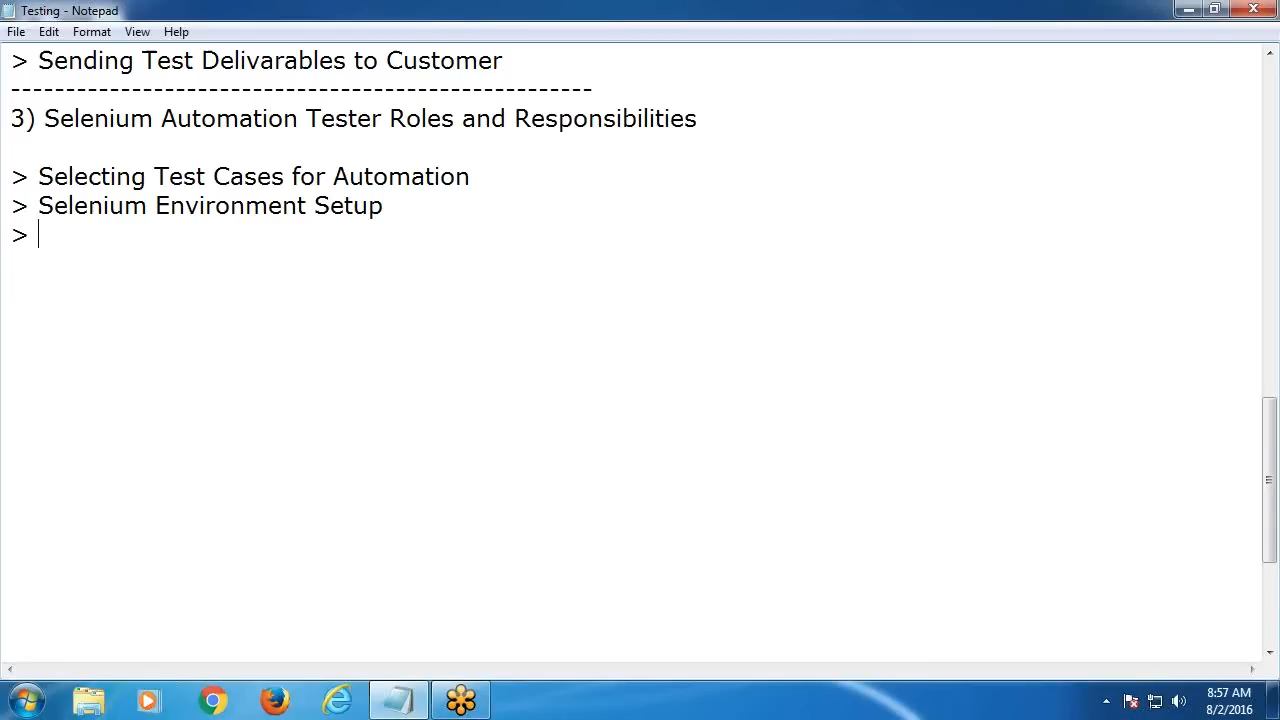 Testing - Notepad
File Edit Format View Help
> Sending Test Delivarables to Customer
-----------------------------------------------------
3) Selenium Automation Tester Roles and Responsibilities
> Selecting Test Cases for Automation
> Selenium Environment Setup
>
8:57 AM
8/2/2016